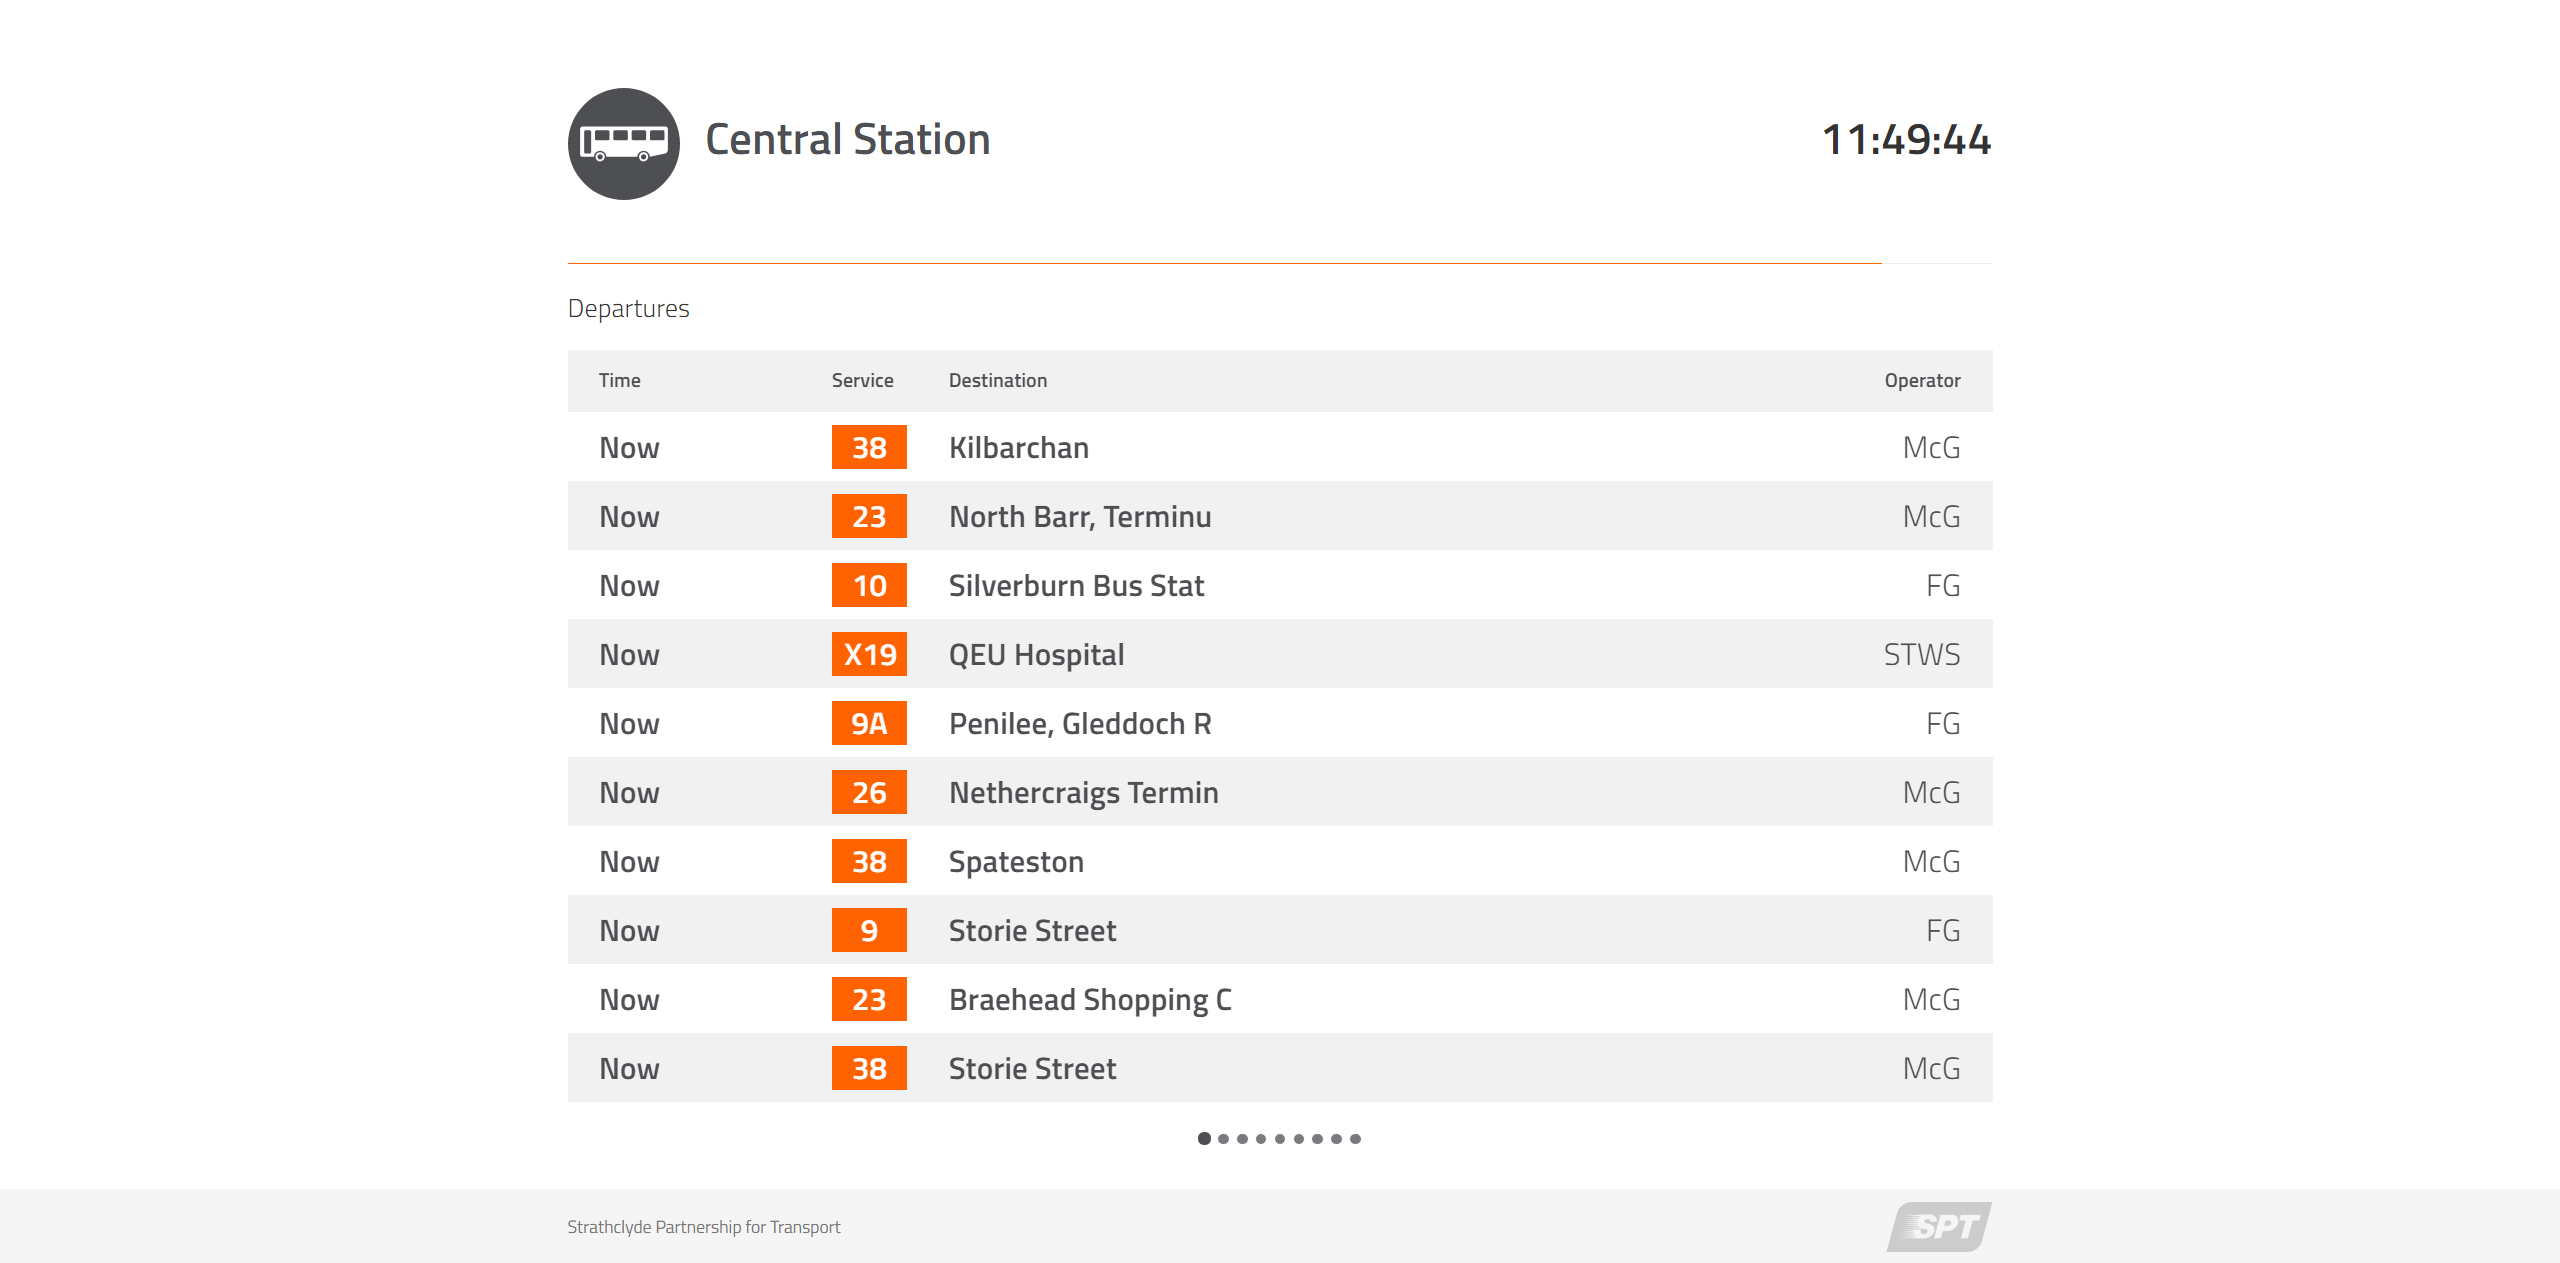 Central Station
11:49:44
Departures
Time Service Destination Operator
Now 38 Kilbarchan McG
Now 23 North Barr, Terminu McG
Now 10 Silverburn Bus Stat FG
Now X19 QEU Hospital STWS
Now 9A Penilee, Gleddoch R FG
Now 26 Nethercraigs Termin McG
Now 38 Spateston McG
Now 9 Storie Street FG
Now 23 Braehead Shopping C McG
Now 38 Storie Street McG
Strathclyde Partnership for Transport
SPT